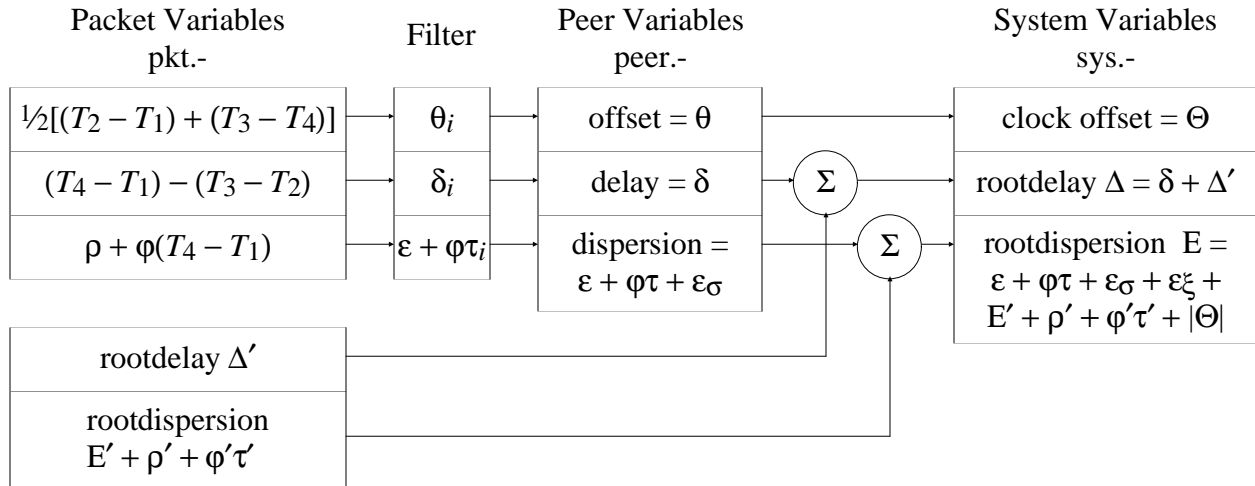 Packet Variables
pkt.-
Filter
Peer Variables
peer.-
System Variables
sys.-
½[(T2 – T1) + (T3 – T4)]
θi
offset = θ
clock offset = Θ
(T4 – T1) – (T3 – T2)
δi
delay = δ
Σ
rootdelay Δ = δ + Δ′
ρ + φ(T4 – T1)
ε + φτi
dispersion =
ε + φτ + εσ
Σ
rootdispersion E =
ε + φτ + εσ + εξ +
E′ + ρ′ + φ′τ′ + |Θ|
rootdelay Δ′
rootdispersion
E′ + ρ′ + φ′τ′